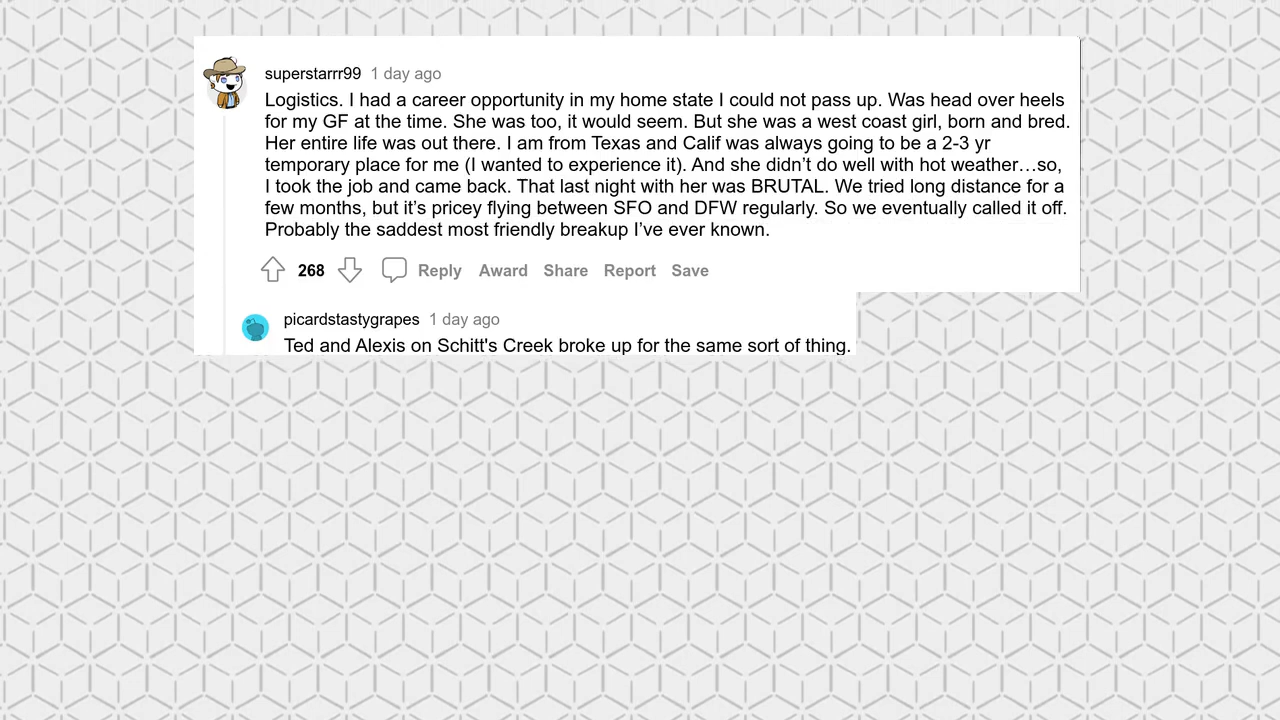 superstarrr99 1 day ago
Logistics. I had a career opportunity in my home state I could not pass up. Was head over heels
for my GF at the time. She was too, it would seem. But she was a west coast girl, born and bred.
Her entire life was out there. I am from Texas and Calif was always going to be a 2-3 yr
temporary place for me (I wanted to experience it). And she didn’t do well with hot weather…so,
I took the job and came back. That last night with her was BRUTAL. We tried long distance for a
few months, but it’s pricey flying between SFO and DFW regularly. So we eventually called it off.
Probably the saddest most friendly breakup I’ve ever known.
268 Reply Award Share Report Save
picardstastygrapes 1 day ago
Ted and Alexis on Schitt's Creek broke up for the same sort of thing.